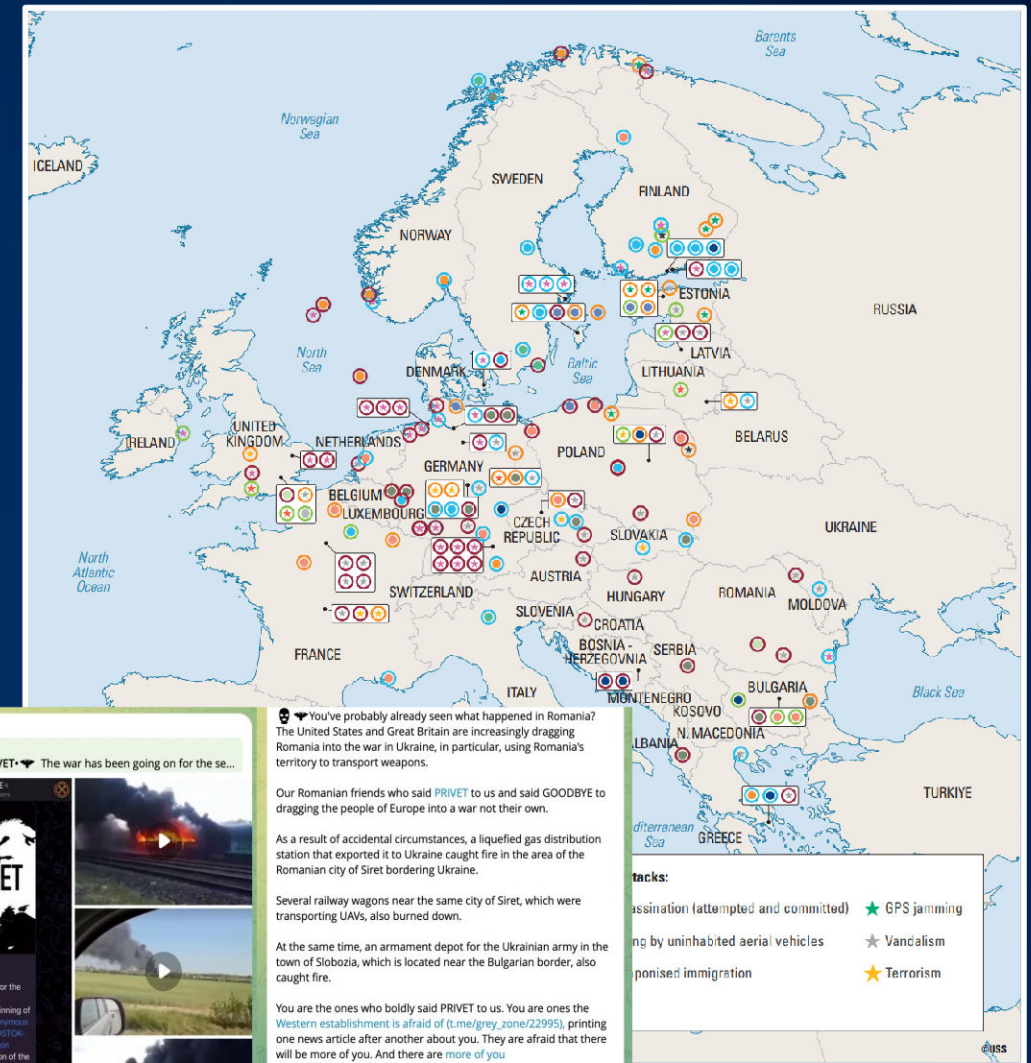 Barents
Sea
Norwegian
Sea
ICELAND
SWEDEN
FINLAND
NORWAY
RUSSIA
ESTONIA
North
Sea
LATVIA
DENMARK
Baltic
Sea
LITHUANIA
IRELAND
UNITED
KINGDOM
NETHERLANDS
BELARUS
POLAND
GERMANY
BELGIUM
LUXEMBOURG
CZECH
REPUBLIC
SLOVAKIA
UKRAINE
North
Atlantic
Ocean
AUSTRIA
SWITZERLAND
HUNGARY
ROMANIA
MOLDOVA
SLOVENIA
CROATIA
FRANCE
BOSNIA -
HERZEGOVNIA
SERBIA
ITALY
MONTENEGRO
KOSOVO
BULGARIA
Black Sea
N. MACEDONIA
TURKIYE
GREECE
Sea
The war has been going on for the se...
You've probably already seen what happened in Romania?
The United States and Great Britain are increasingly dragging
Romania into the war in Ukraine, in particular, using Romania's
territory to transport weapons.
Our Romanian friends who said PRIVET to us and said GOODBYE to
dragging the people of Europe into a war not their own.
As a result of accidental circumstances, a liquefied gas distribution
station that exported it to Ukraine caught fire in the area of the
Romanian city of Siret bordering Ukraine.
Several railway wagons near the same city of Siret, which were
transporting UAVs, also burned down.
At the same time, an armament depot for the Ukrainian army in the
town of Slobozia, which is located near the Bulgarian border, also
caught fire.
You are the ones who boldly said PRIVET to us. You are ones the
Western establishment is afraid of (t.me/grey_zone/22995), printing
one news article after another about you. They are afraid that there
will be more of you. And there are more of you
(attempted and committed)
GPS jamming
by uninhabited aerial vehicles
Vandalism
immigration
Terrorism